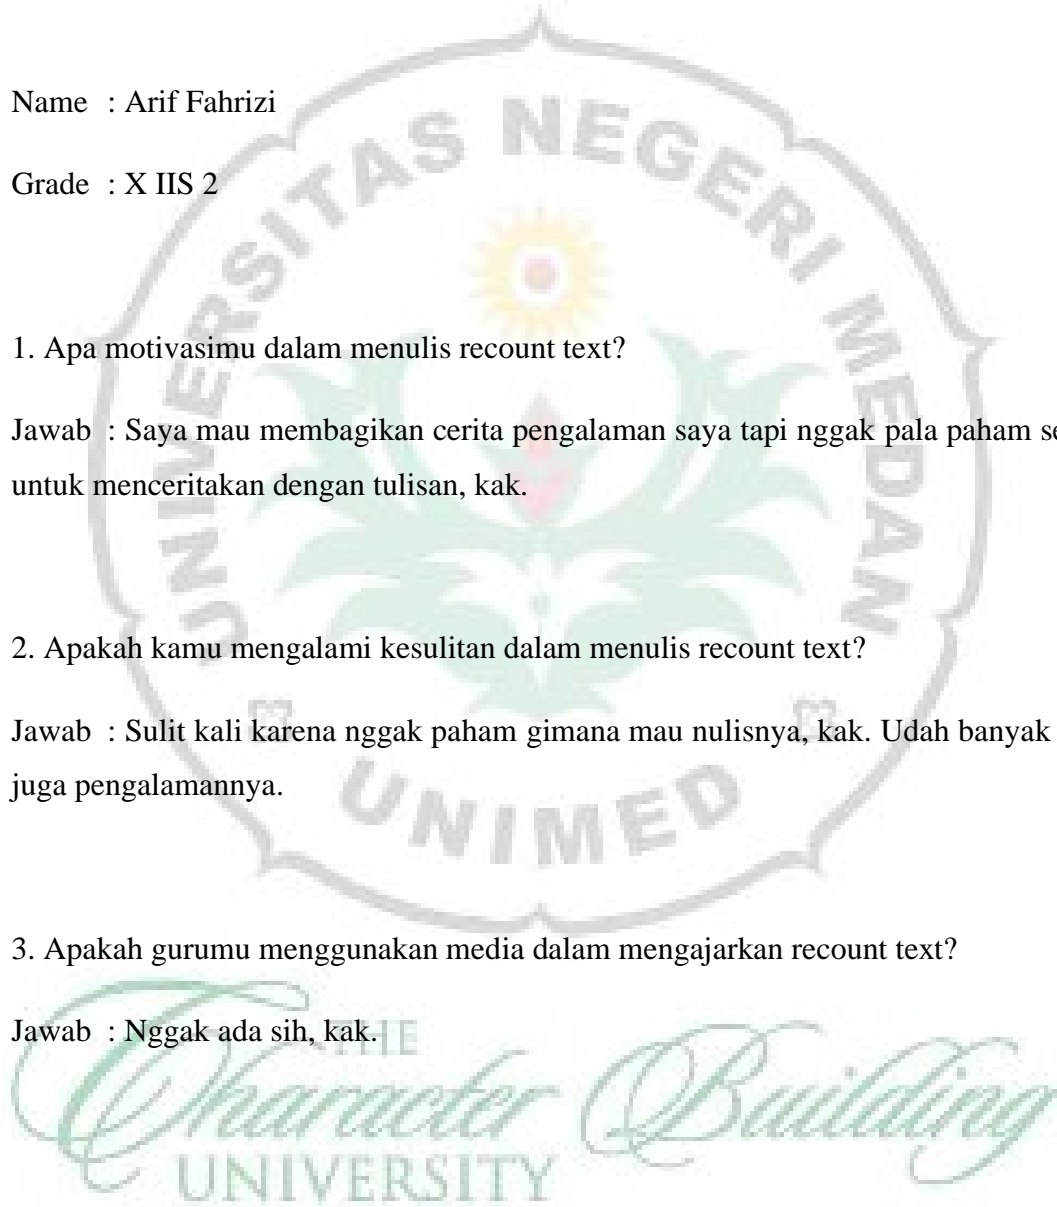 Name : Arif Fahrizi
Grade : X IIS 2
1. Apa motivasimu dalam menulis recount text?
Jawab : Saya mau membagikan cerita pengalaman saya tapi nggak pala paham
untuk menceritakan dengan tulisan, kak.
2. Apakah kamu mengalami kesulitan dalam menulis recount text?
Jawab : Sulit kali karena nggak paham gimana mau nulisnya, kak. Udah banyak
juga pengalamannya.
3. Apakah gurumu menggunakan media dalam mengajarkan recount text?
Jawab : Nggak ada sih, kak.
UNIVERSITAS NEGERI MEDAN
UNIMED
THE
Character Building
UNIVERSITY